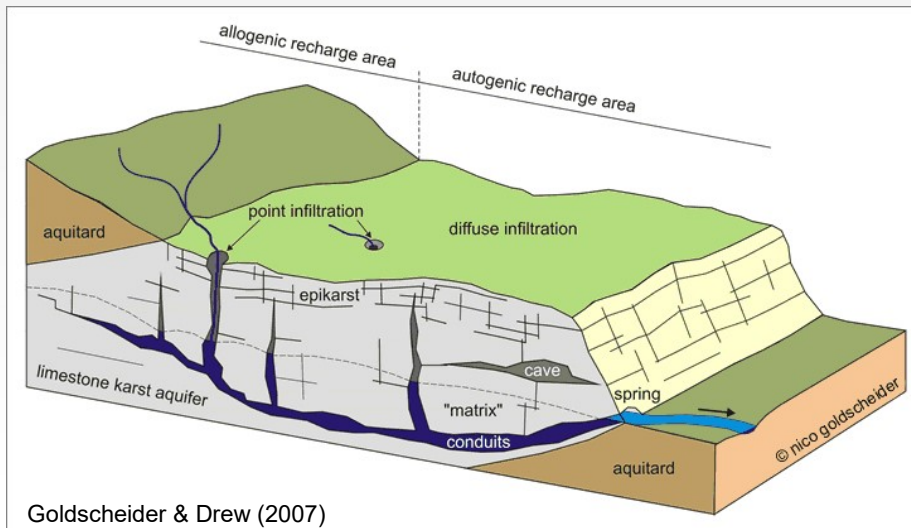 allogenic recharge area
autogenic recharge area
point infiltration
diffuse infiltration
aquitard
epikarst
cave
limestone karst aquifer
"matrix"
spring
conduits
aquitard
© nico goldscheider
Goldscheider & Drew (2007)